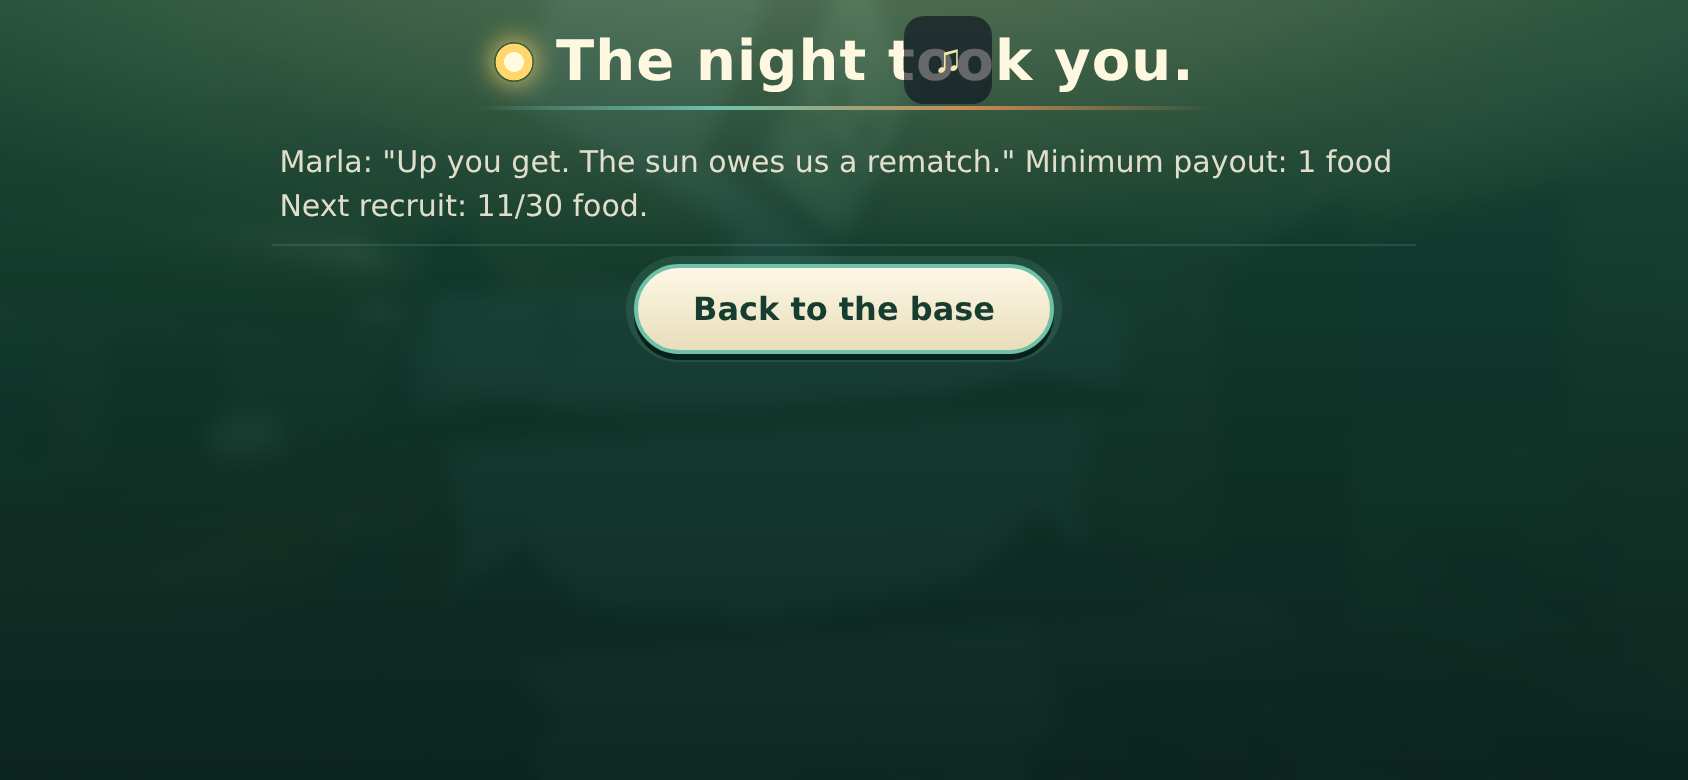 The night took you.
♫
Marla: "Up you get. The sun owes us a rematch." Minimum payout: 1 food
Next recruit: 11/30 food.
Back to the base